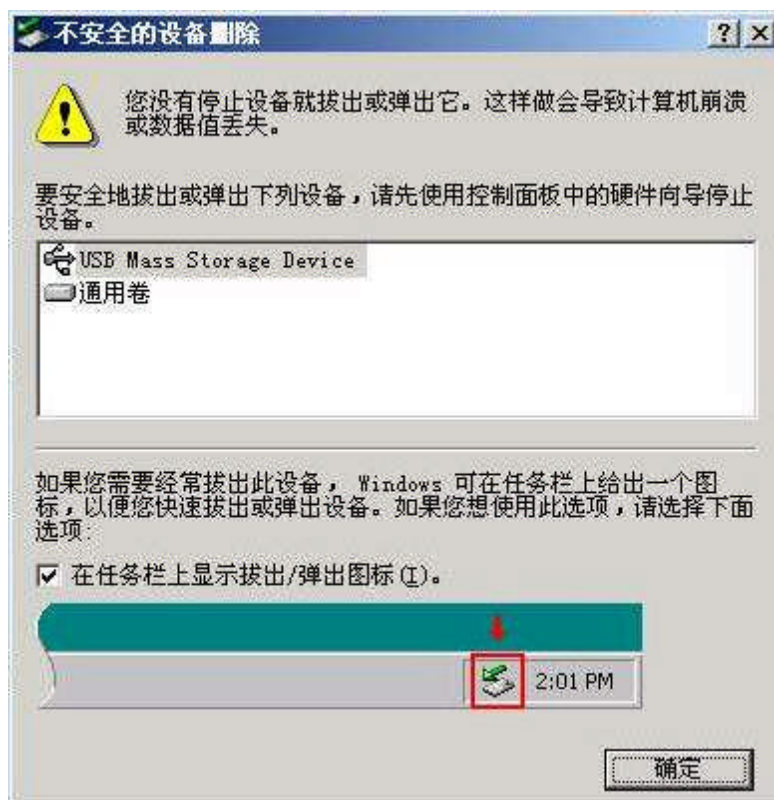 不安全的设备删除
您没有停止设备就拔出或弹出它。这样做会导致计算机崩溃
或数据值丢失。
要安全地拔出或弹出下列设备，请先使用控制面板中的硬件向导停止
设备。
USB Mass Storage Device
通用卷
如果您需要经常拔出此设备， Windows 可在任务栏上给出一个图
标，以便您快速拔出或弹出设备。如果您想使用此选项，请选择下面
选项:
在任务栏上显示拔出/弹出图标(I)。
2:01 PM
确定